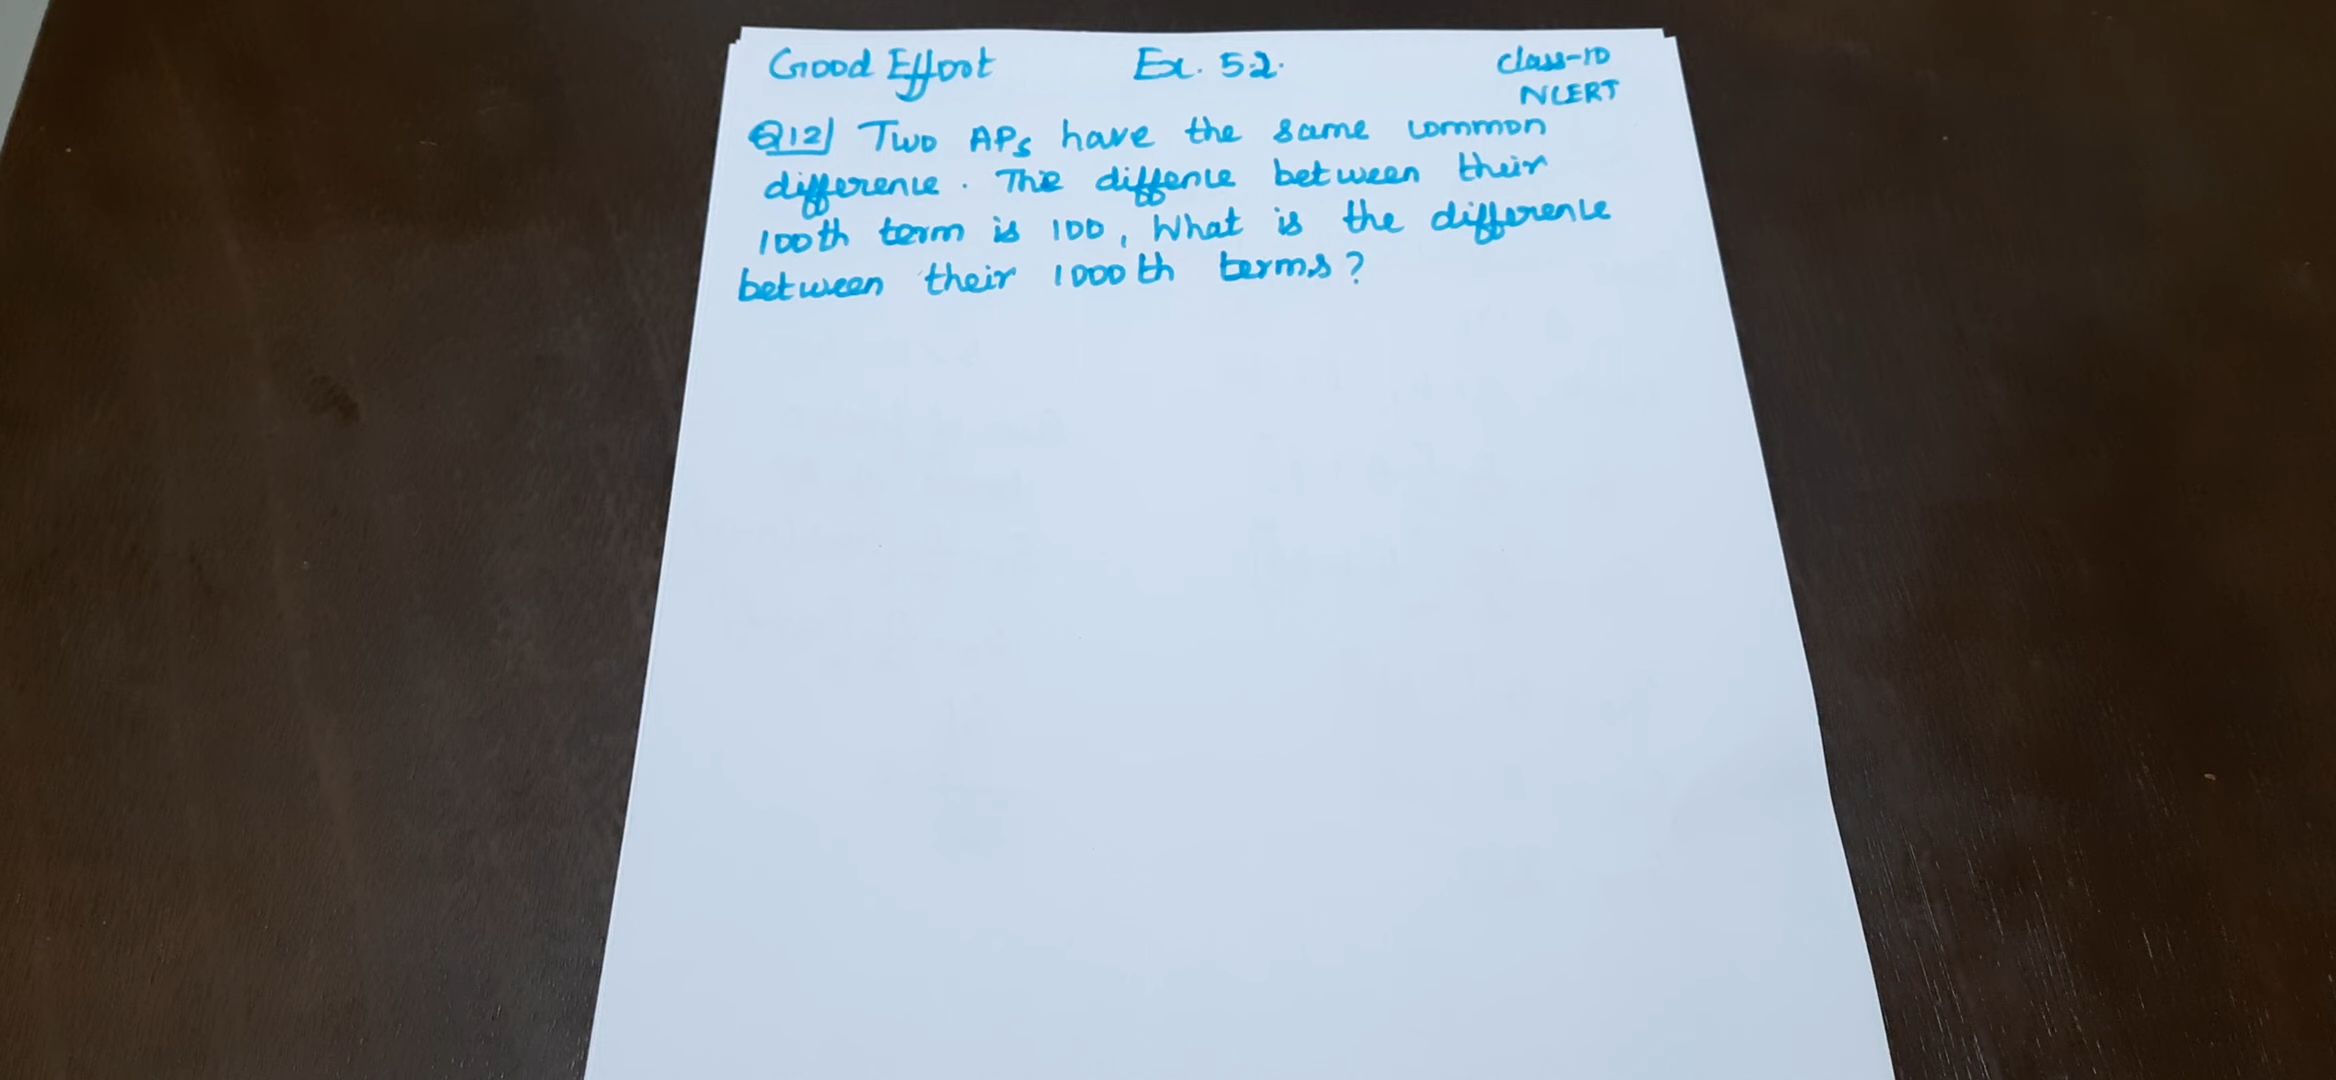 Good Effort Ex. 5.2. Class-10
NCERT
Q12) Two APs have the same common
difference. The diffence between their
100th term is 100, What is the difference
between their 1000th terms?